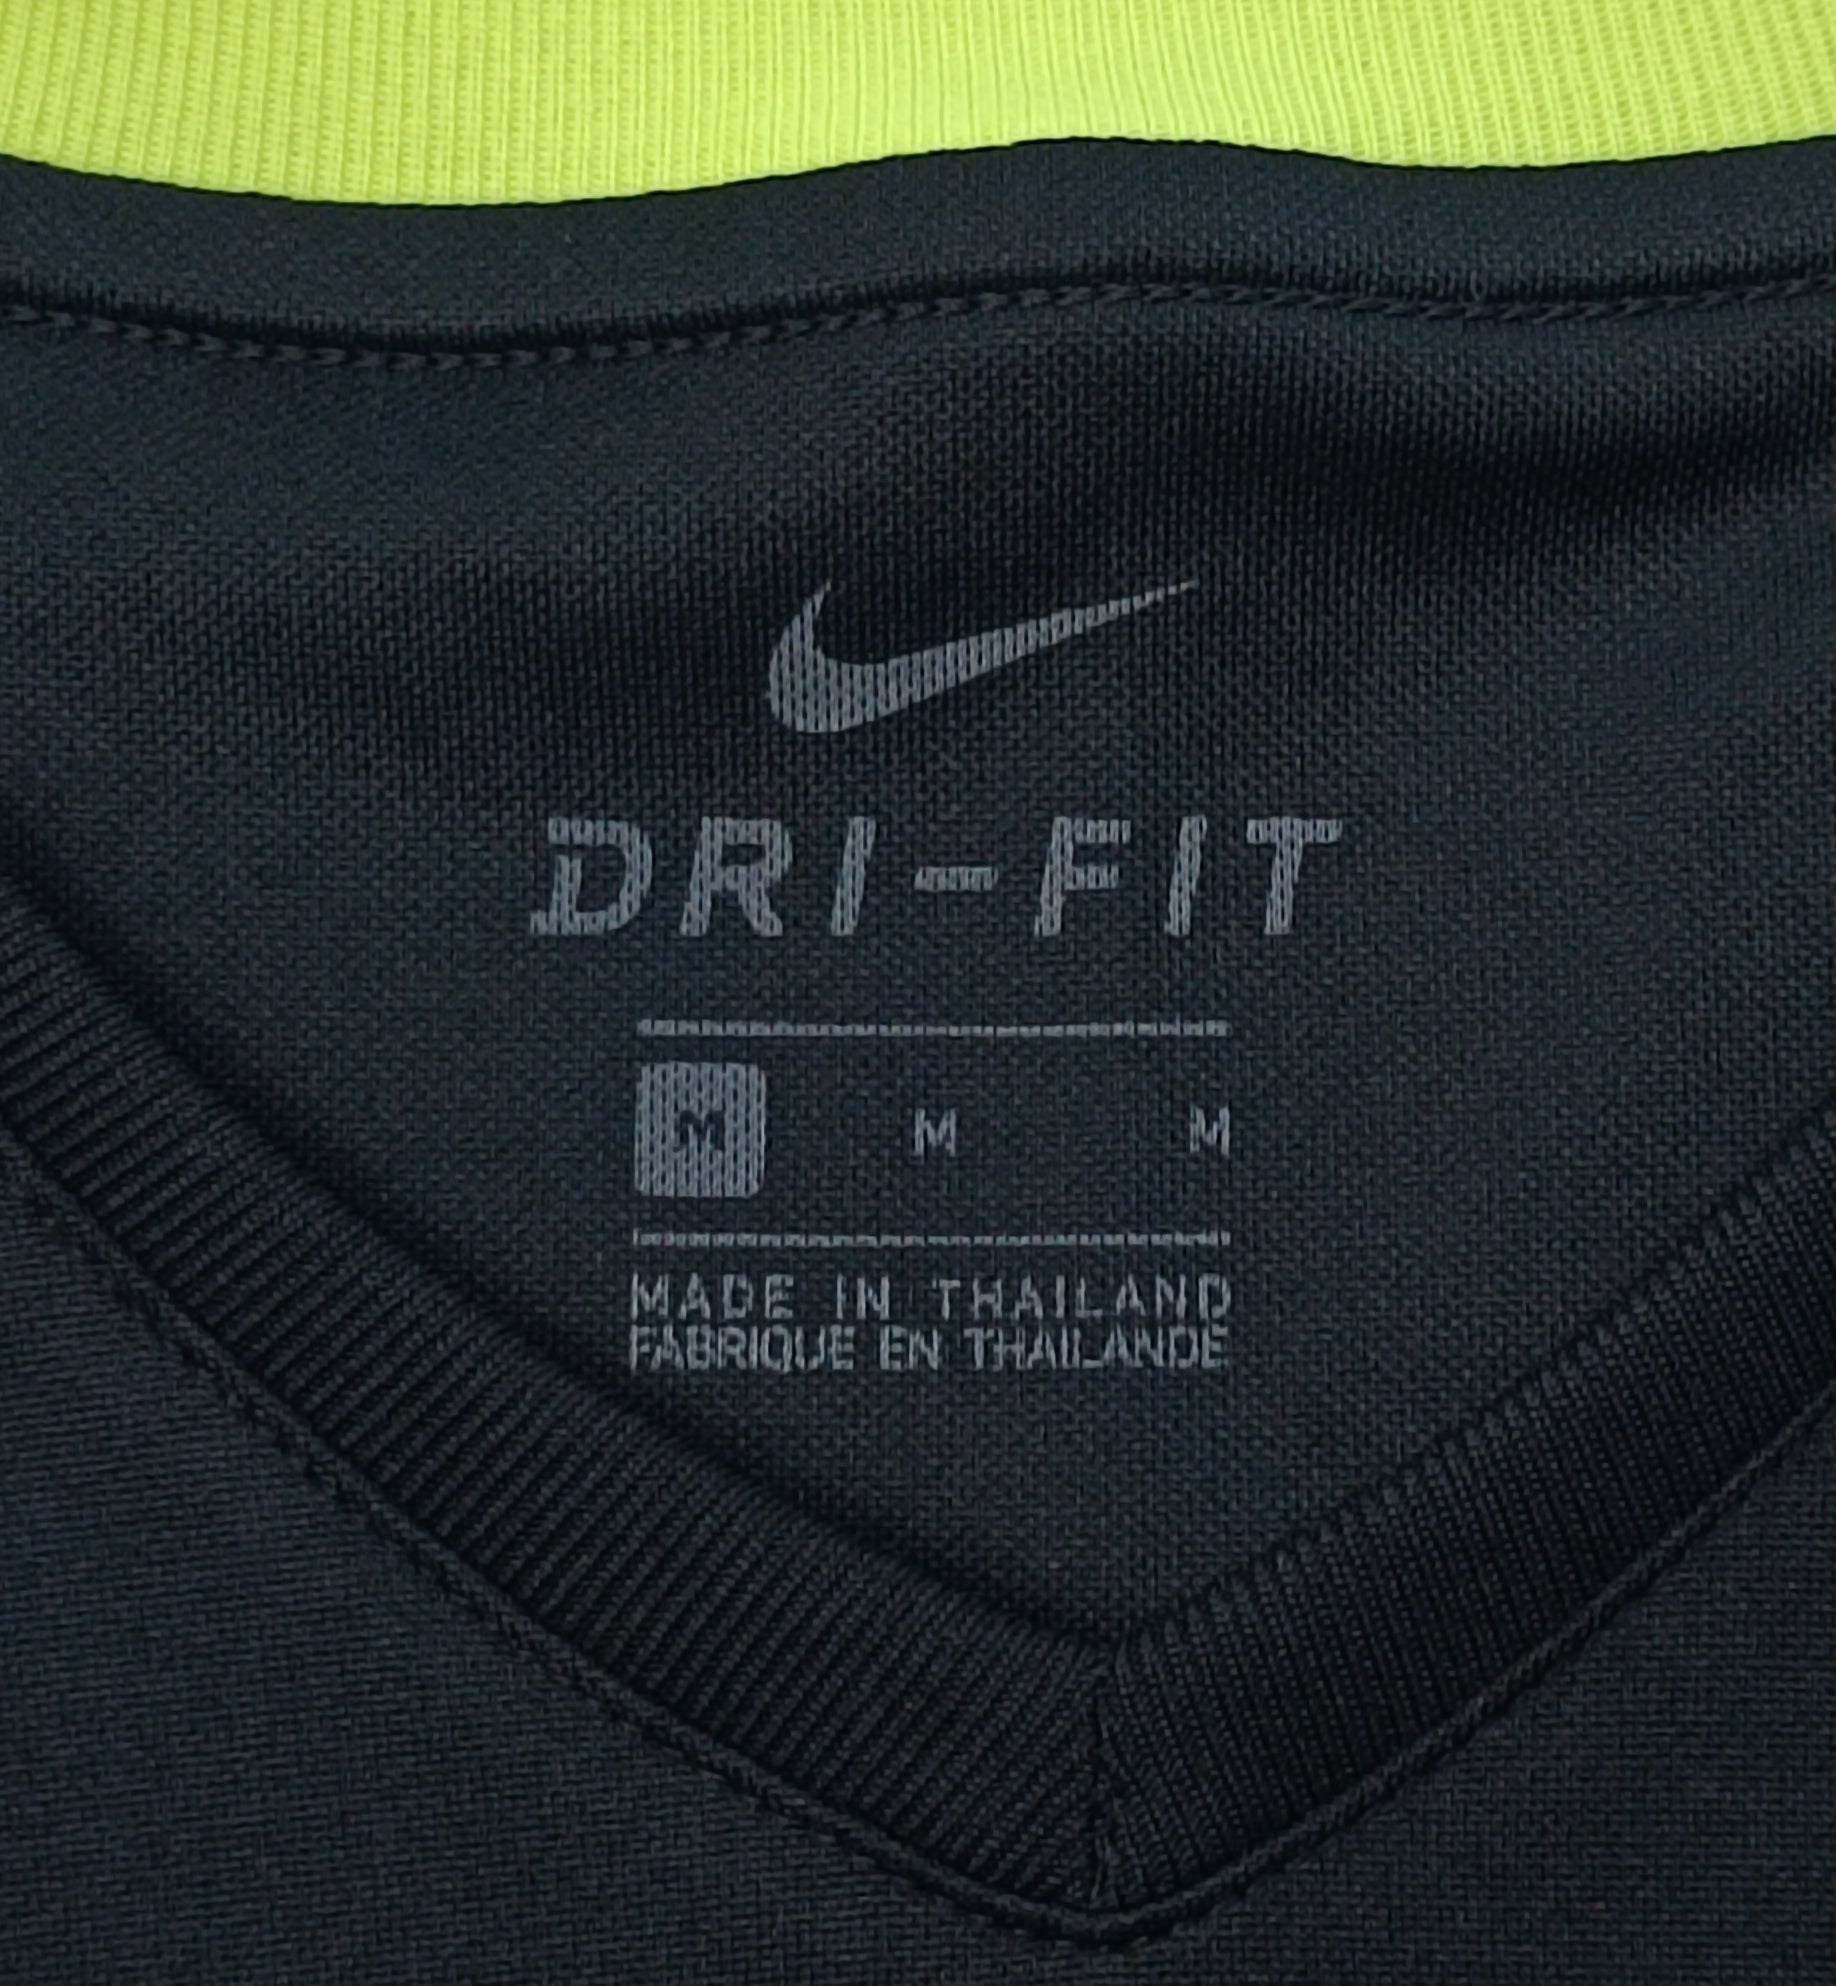 DRI-FIT
M M M
MADE IN THAILAND
FABRIQUE EN THAILANDE